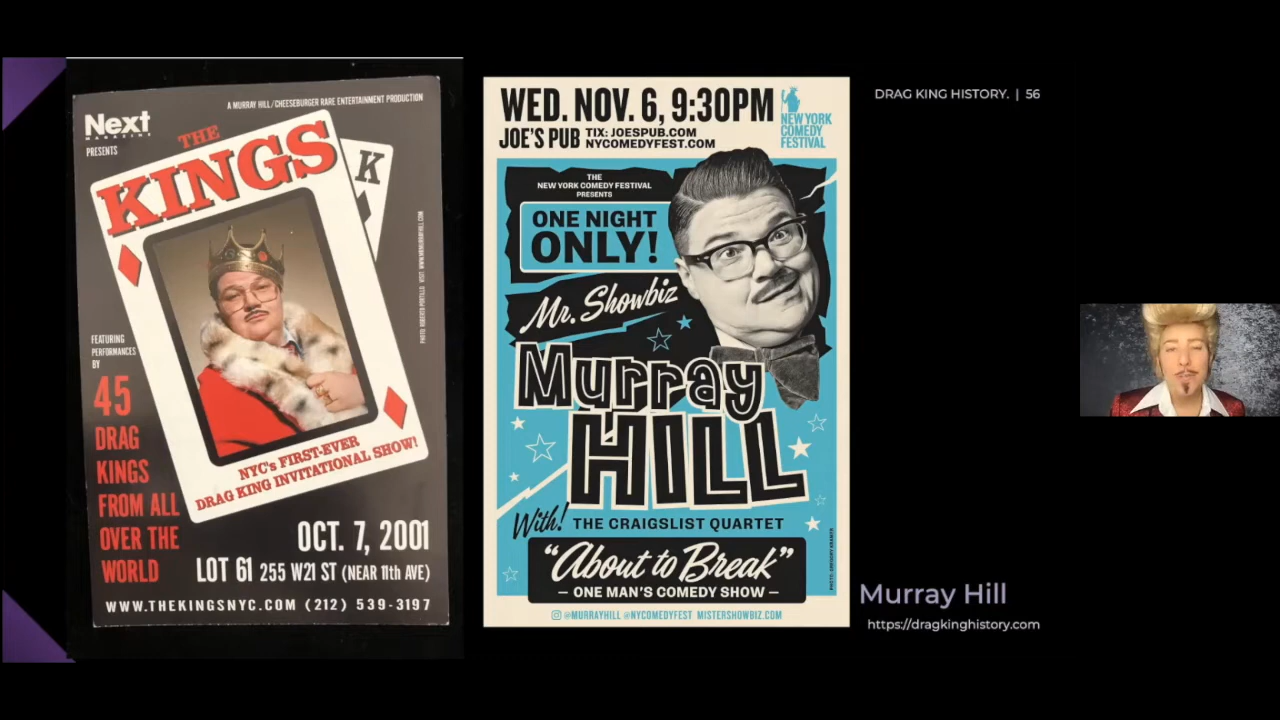 Next
MAGAZINE
PRESENTS
A MURRAY HILL/CHEESEBURGER RARE ENTERTAINMENT PRODUCTION
THE
KINGS
K
FEATURING
PERFORMANCES
BY
45
DRAG
KINGS
FROM ALL
OVER THE
WORLD
NYC's FIRST-EVER
DRAG KING INVITATIONAL SHOW!
OCT. 7, 2001
LOT 61 255 W21 ST (NEAR 11th AVE)
WWW.THEKINGSNYC.COM (212) 539-3197
WED. NOV. 6, 9:30PM
JOE'S PUB TIX: JOESPUB.COM
NYCOMEDYFEST.COM
NEW YORK
COMEDY
FESTIVAL
THE
NEW YORK COMEDY FESTIVAL
PRESENTS
ONE NIGHT
ONLY!
Mr. Showbiz
Murray
HILL
With! THE CRAIGSLIST QUARTET
"About to Break"
– ONE MAN'S COMEDY SHOW –
@MURRAYHILL @NYCOMEDYFEST MISTERSHOWBIZ.COM
DRAG KING HISTORY. | 56
Murray Hill
https://dragkinghistory.com